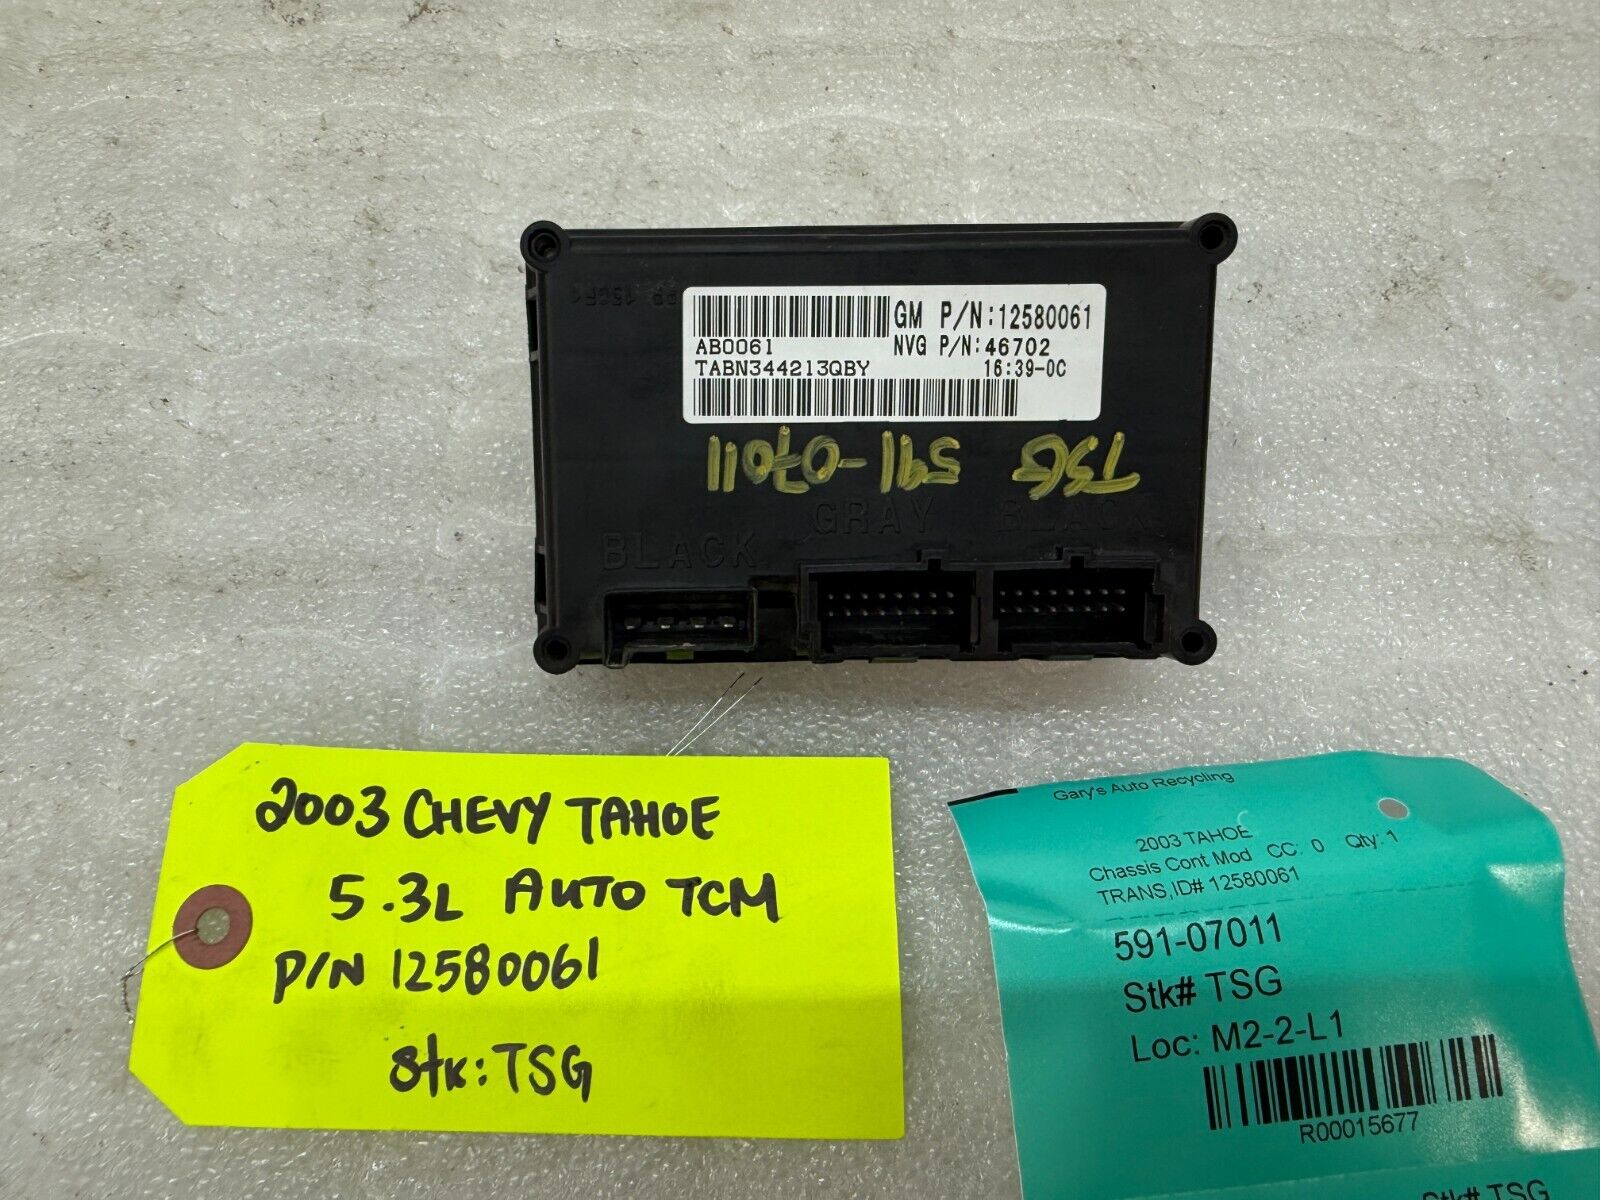 GM P/N:12580061
AB0061 NVG P/N:46702
TABN344213QBY 16:39-0C
TSG 591-07011
BLACK GRAY BLACK
2003 CHEVY TAHOE
5.3L AUTO TCM
P/N 12580061
Stk: TSG
Gary's Auto Recycling
2003 TAHOE
Chassis Cont Mod CC: 0 Qty: 1
TRANS,ID# 12580061
591-07011
Stk# TSG
Loc: M2-2-L1
R00015677
Stk# TSG